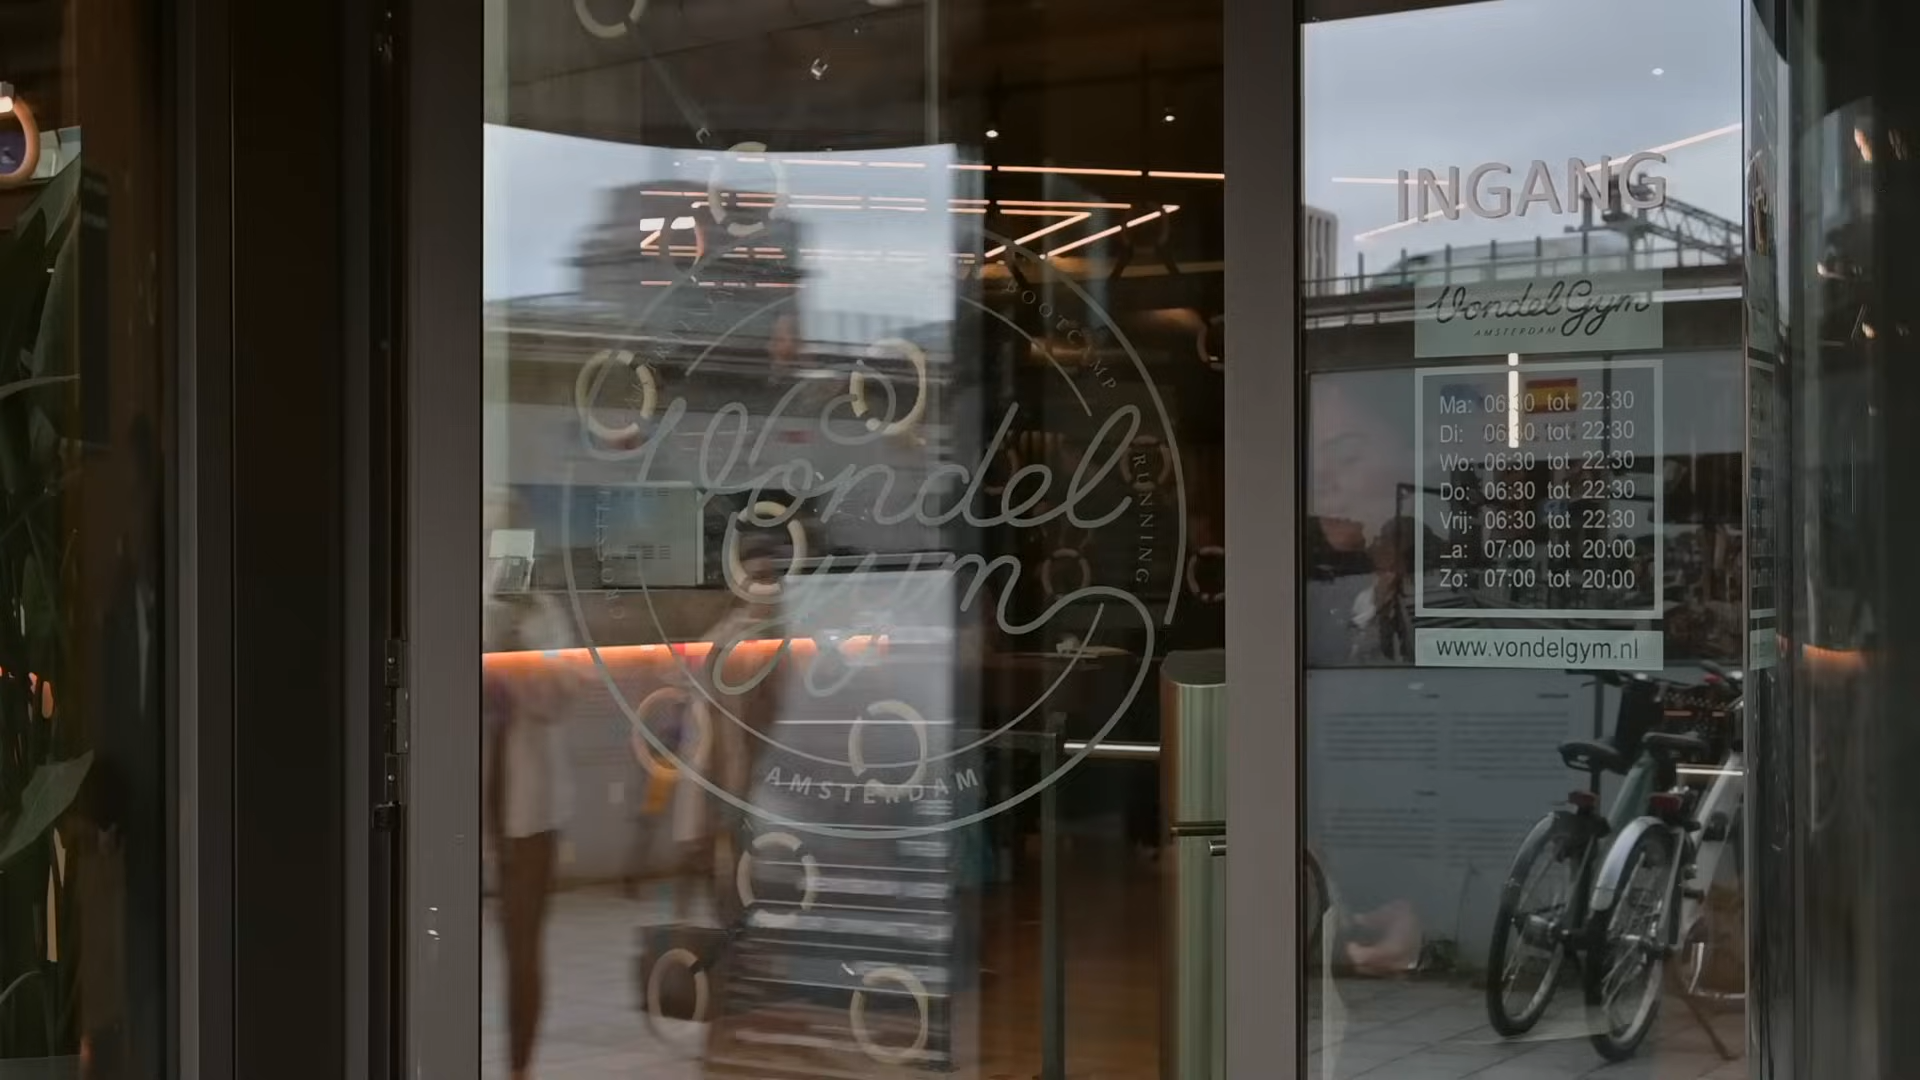 Vondel
Gym
BOOTCAMP
RUNNING
AMSTERDAM
INGANG
VondelGym
AMSTERDAM
Ma: 06:30 tot 22:30
Di: 06:30 tot 22:30
Wo: 06:30 tot 22:30
Do: 06:30 tot 22:30
Vrij: 06:30 tot 22:30
Za: 07:00 tot 20:00
Zo: 07:00 tot 20:00
www.vondelgym.nl